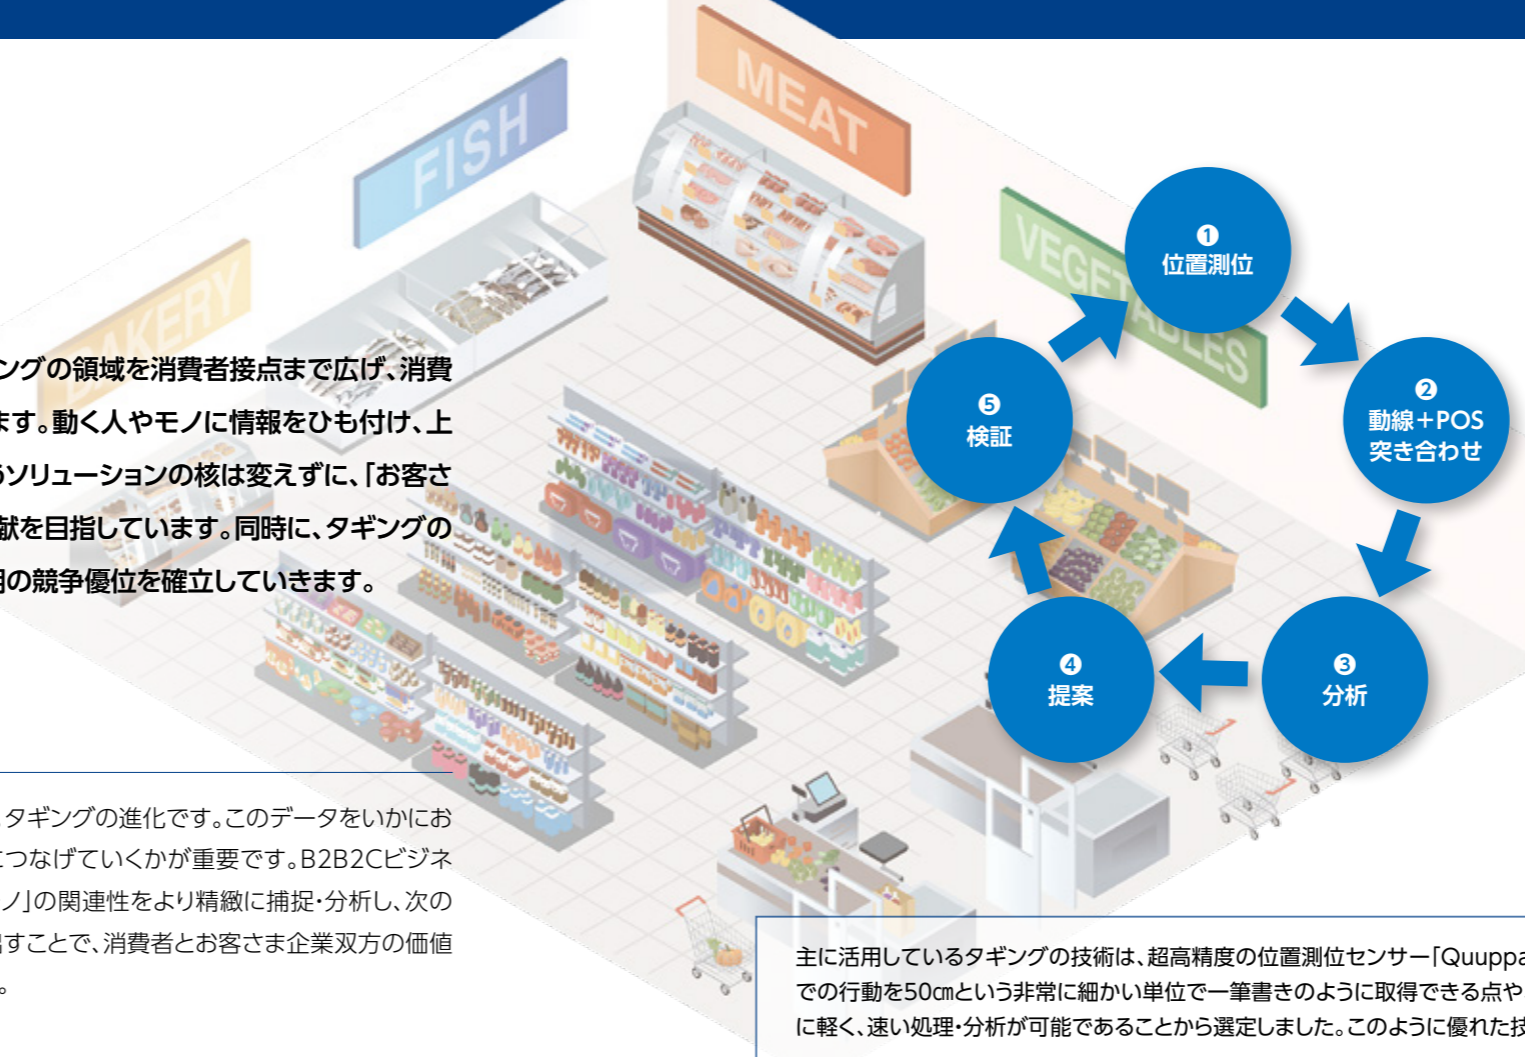 BAKERY
FISH
MEAT
VEGETABLES
ングの領域を消費者接点まで広げ、消費
ます。動く人やモノに情報をひも付け、上
うソリューションの核は変えずに、「お客さ
献を目指しています。同時に、タギングの
用の競争優位を確立していきます。
❶
位置測位
❷
動線+POS
突き合わせ
❸
分析
❹
提案
❺
検証
タギングの進化です。このデータをいかにお
つなげていくかが重要です。B2B2Cビジネ
ノ」の関連性をより精緻に捕捉・分析し、次の
出すことで、消費者とお客さま企業双方の価値
。
主に活用しているタギングの技術は、超高精度の位置測位センサー「Quuppa
での行動を50㎝という非常に細かい単位で一筆書きのように取得できる点や
に軽く、速い処理・分析が可能であることから選定しました。このように優れた技